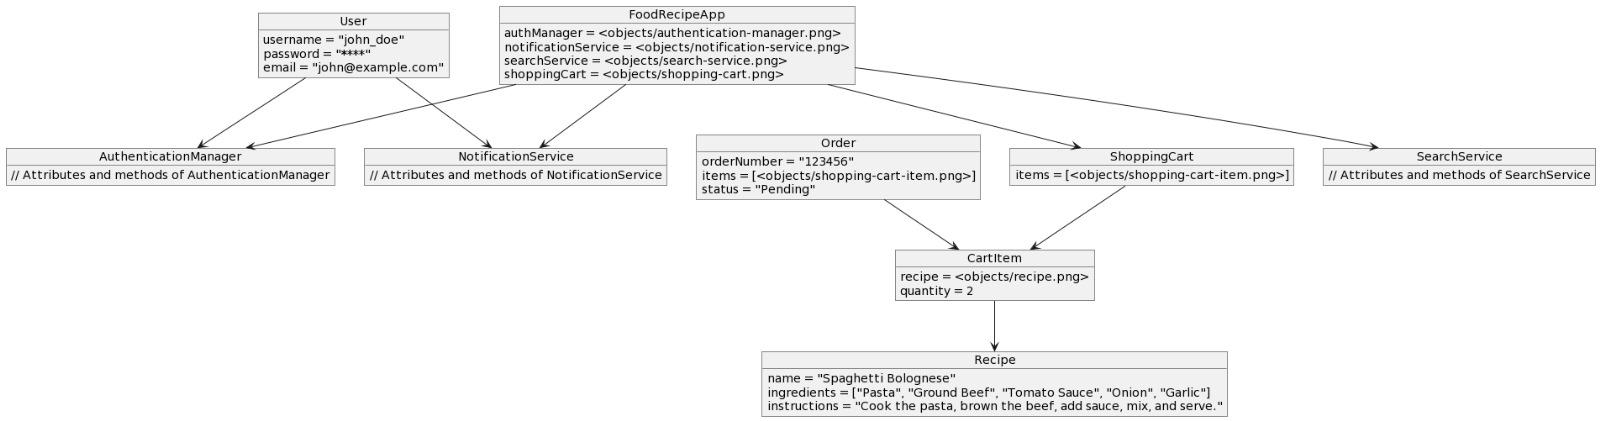 User
username = "john_doe"
password = "****"
email = "john@example.com"
FoodRecipeApp
authManager = <objects/authentication-manager.png>
notificationService = <objects/notification-service.png>
searchService = <objects/search-service.png>
shoppingCart = <objects/shopping-cart.png>
AuthenticationManager
// Attributes and methods of AuthenticationManager
NotificationService
// Attributes and methods of NotificationService
Order
orderNumber = "123456"
items = [<objects/shopping-cart-item.png>]
status = "Pending"
ShoppingCart
items = [<objects/shopping-cart-item.png>]
SearchService
// Attributes and methods of SearchService
CartItem
recipe = <objects/recipe.png>
quantity = 2
Recipe
name = "Spaghetti Bolognese"
ingredients = ["Pasta", "Ground Beef", "Tomato Sauce", "Onion", "Garlic"]
instructions = "Cook the pasta, brown the beef, add sauce, mix, and serve."